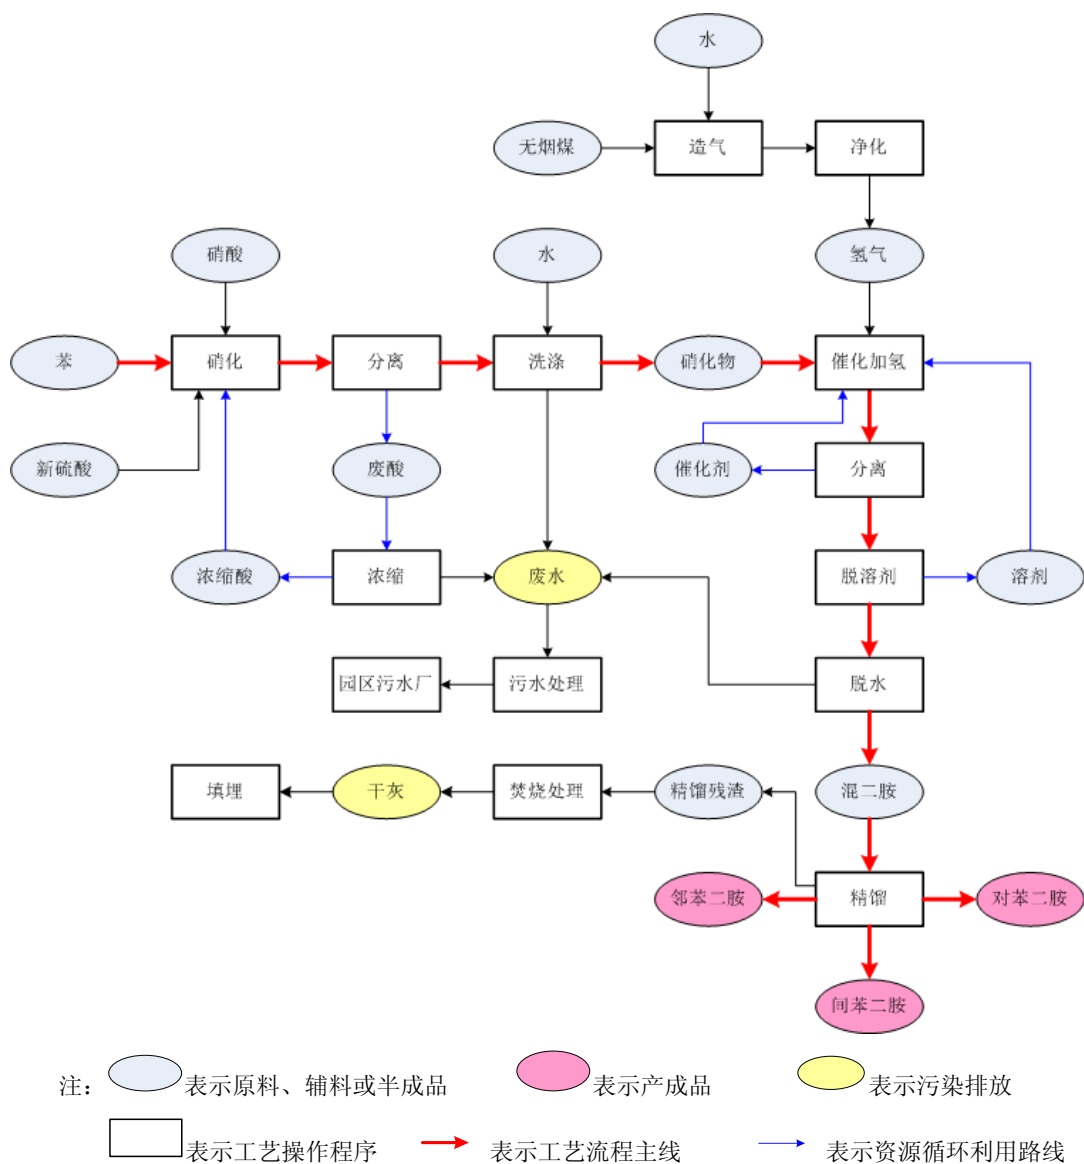 水
无烟煤
造气
净化
硝酸
水
氢气
苯
硝化
分离
洗涤
硝化物
催化加氢
新硫酸
废酸
催化剂
分离
浓缩酸
浓缩
废水
脱溶剂
溶剂
园区污水厂
污水处理
脱水
填埋
干灰
焚烧处理
精馏残渣
混二胺
邻苯二胺
精馏
对苯二胺
间苯二胺
注：
表示原料、辅料或半成品
表示产成品
表示污染排放
表示工艺操作程序
表示工艺流程主线
表示资源循环利用路线